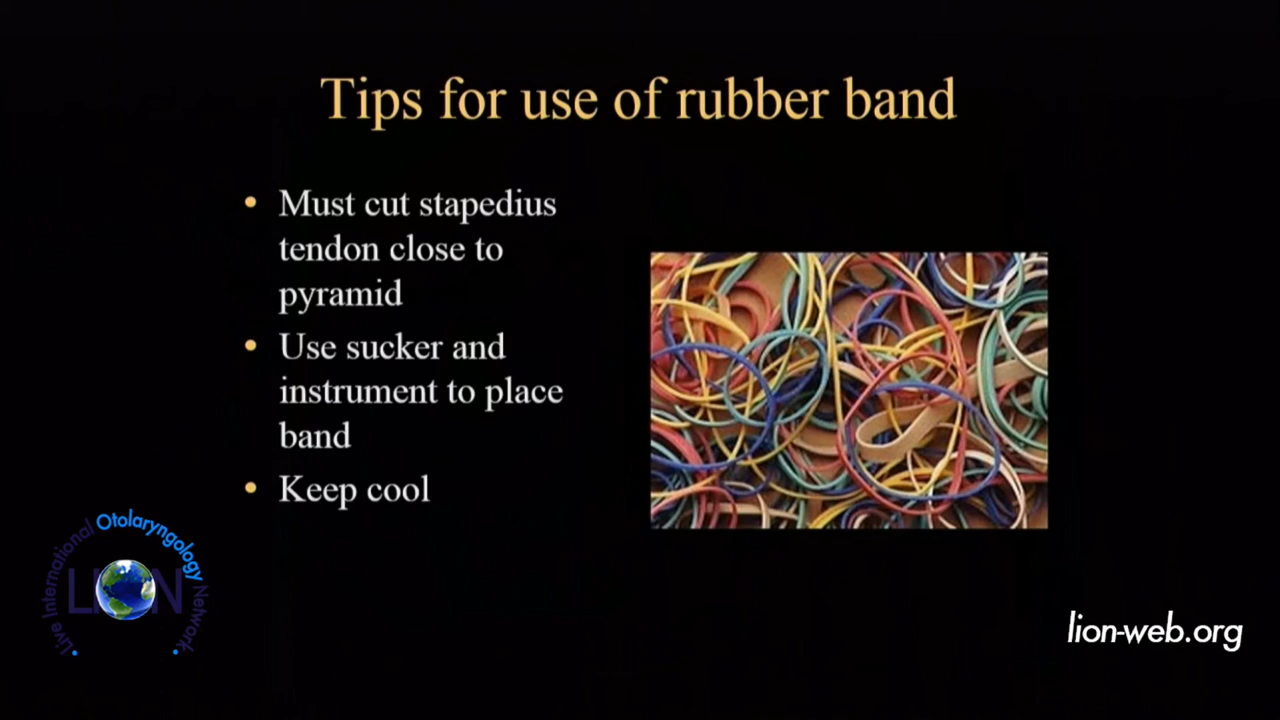 Tips for use of rubber band
• Must cut stapedius
tendon close to
pyramid
• Use sucker and
instrument to place
band
• Keep cool
Live International Otolaryngology Network
LION
lion-web.org